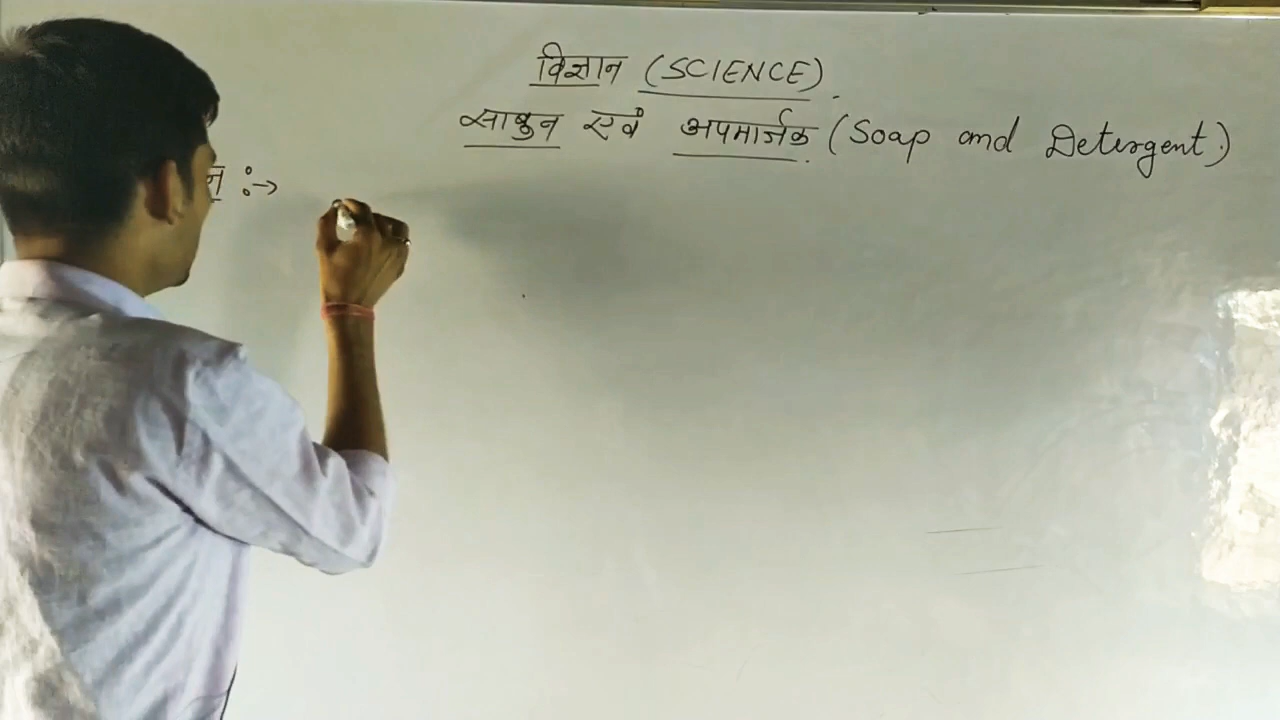 विज्ञान (SCIENCE).
साबुन एवं अपमार्जक (Soap and Detergent.)
न :→